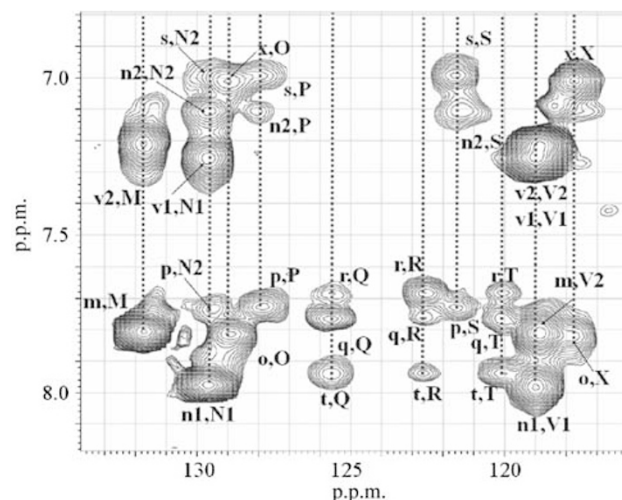 s,N2
x,O
s,S
x,X
n2,N2
7.0
s,P
n2,P
n2,S
v2,M
v1,N1
v2,V2
v1,V1
7.5
p.p.m.
p,N2
p,P
r,Q
r,R
r,T
m,V2
m,M
p,S
o,O
q,Q
q,R
q,T
o,X
8.0
n1,N1
t,Q
t,R
t,T
n1,V1
130
125
120
p.p.m.